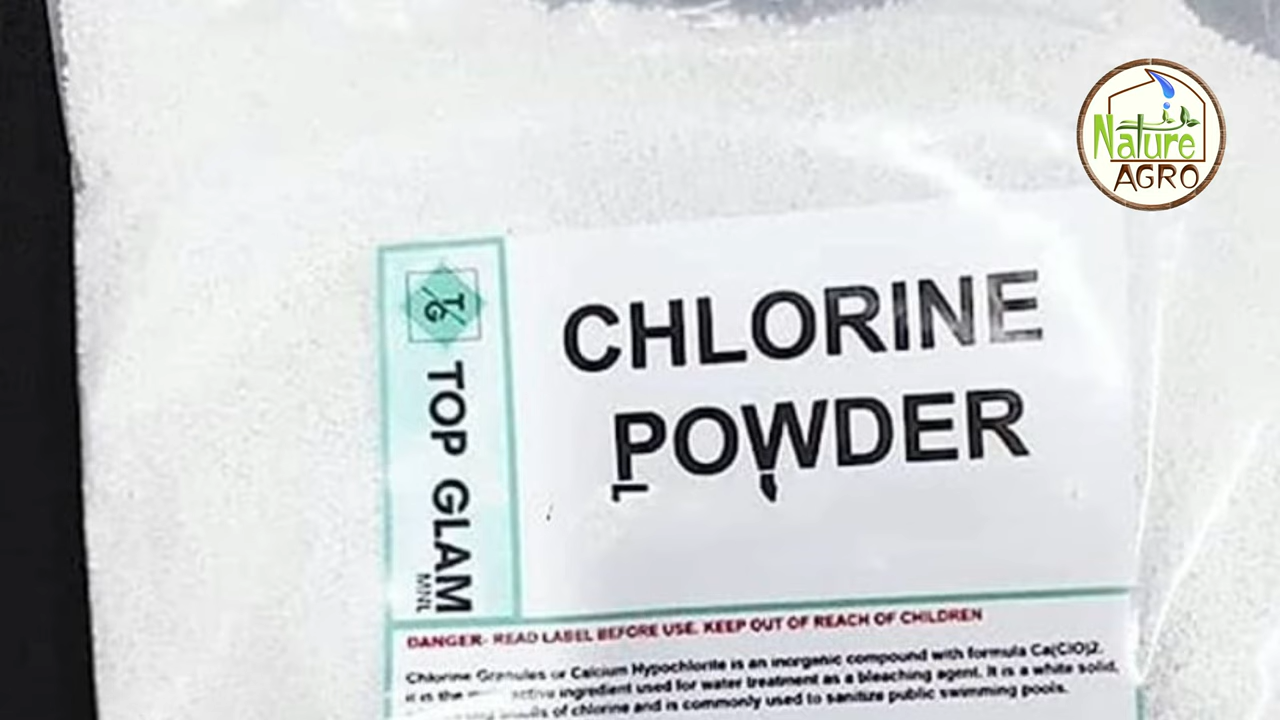 Nature
AGRO
T/G
TOP GLAM
MNL
CHLORINE
POWDER
DANGER- READ LABEL BEFORE USE. KEEP OUT OF REACH OF CHILDREN
Chlorine Granules or Calcium Hypochlorite is an inorganic compound with formula Ca(ClO)2.
it is the active ingredient used for water treatment as a bleaching agent. It is a white solid,
of chlorine and is commonly used to sanitize public swimming pools.